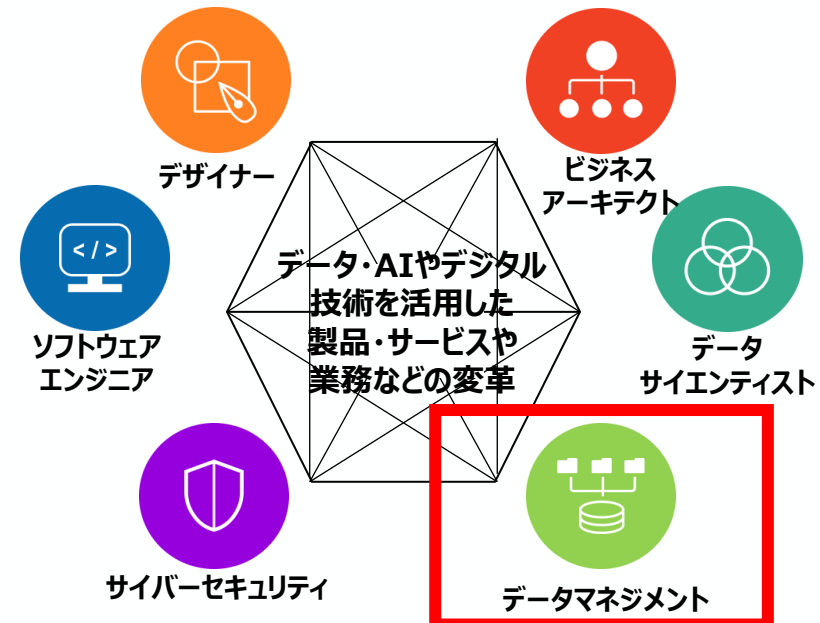 デザイナー
ビジネス
アーキテクト
</>
データ・AIやデジタル
技術を活用した
製品・サービスや
業務などの変革
ソフトウェア
エンジニア
データ
サイエンティスト
サイバーセキュリティ
データマネジメント